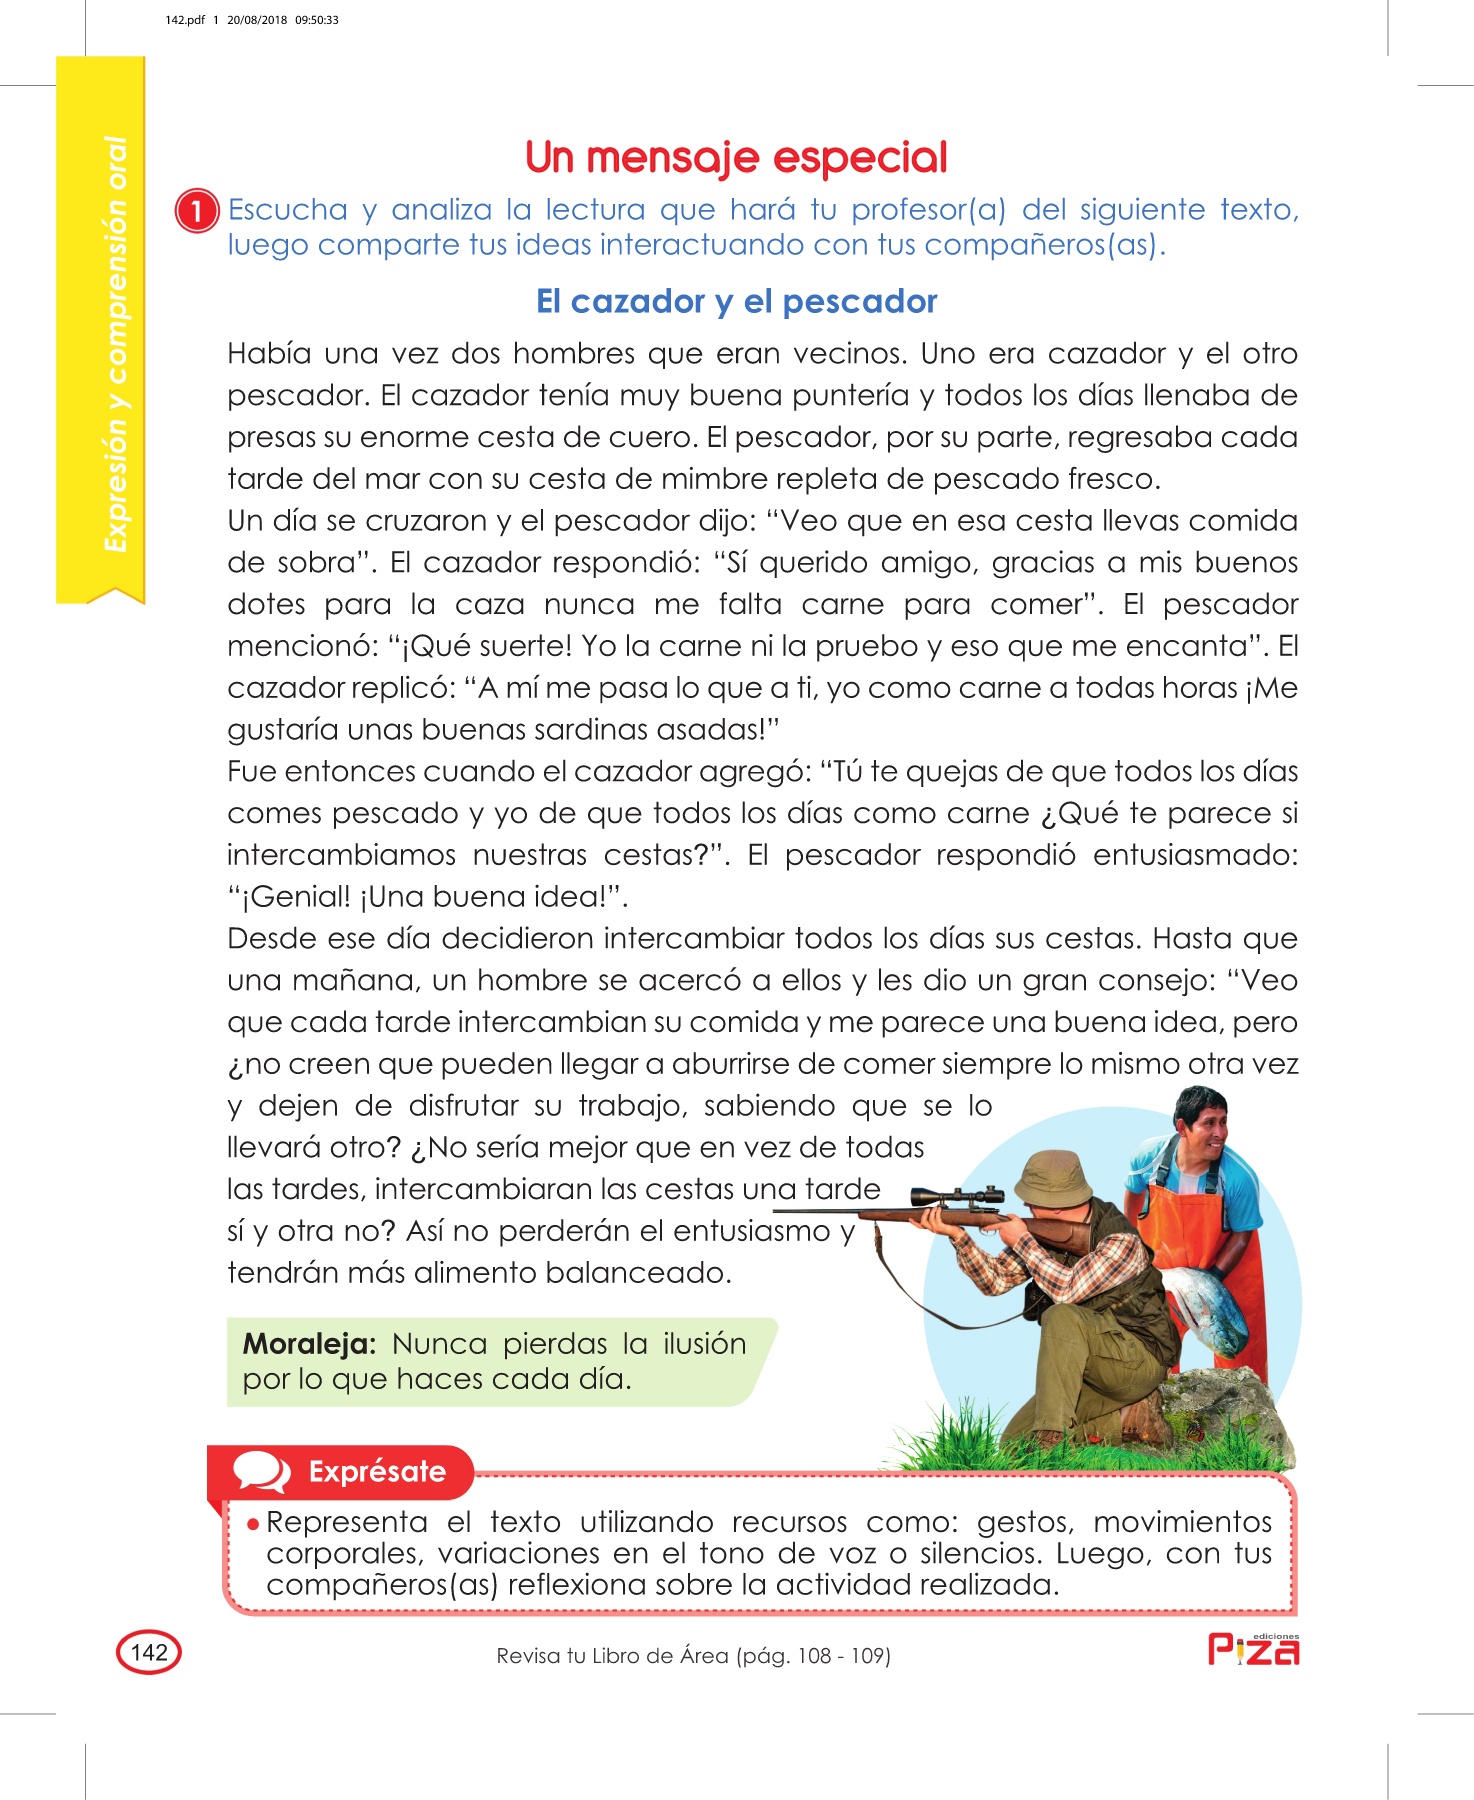 142.pdf 1 20/08/2018 09:50:33
Expresión y comprensión oral
Un mensaje especial
1 Escucha y analiza la lectura que hará tu profesor(a) del siguiente texto,
luego comparte tus ideas interactuando con tus compañeros(as).
El cazador y el pescador
Había una vez dos hombres que eran vecinos. Uno era cazador y el otro
pescador. El cazador tenía muy buena puntería y todos los días llenaba de
presas su enorme cesta de cuero. El pescador, por su parte, regresaba cada
tarde del mar con su cesta de mimbre repleta de pescado fresco.
Un día se cruzaron y el pescador dijo: “Veo que en esa cesta llevas comida
de sobra”. El cazador respondió: “Sí querido amigo, gracias a mis buenos
dotes para la caza nunca me falta carne para comer”. El pescador
mencionó: “¡Qué suerte! Yo la carne ni la pruebo y eso que me encanta”. El
cazador replicó: “A mí me pasa lo que a ti, yo como carne a todas horas ¡Me
gustaría unas buenas sardinas asadas!”
Fue entonces cuando el cazador agregó: “Tú te quejas de que todos los días
comes pescado y yo de que todos los días como carne ¿Qué te parece si
intercambiamos nuestras cestas?”. El pescador respondió entusiasmado:
“¡Genial! ¡Una buena idea!”.
Desde ese día decidieron intercambiar todos los días sus cestas. Hasta que
una mañana, un hombre se acercó a ellos y les dio un gran consejo: “Veo
que cada tarde intercambian su comida y me parece una buena idea, pero
¿no creen que pueden llegar a aburrirse de comer siempre lo mismo otra vez
y dejen de disfrutar su trabajo, sabiendo que se lo
llevará otro? ¿No sería mejor que en vez de todas
las tardes, intercambiaran las cestas una tarde
sí y otra no? Así no perderán el entusiasmo y
tendrán más alimento balanceado.
Moraleja: Nunca pierdas la ilusión
por lo que haces cada día.
Exprésate
• Representa el texto utilizando recursos como: gestos, movimientos
corporales, variaciones en el tono de voz o silencios. Luego, con tus
compañeros(as) reflexiona sobre la actividad realizada.
142
Revisa tu Libro de Área (pág. 108 - 109)
ediciones
Piza